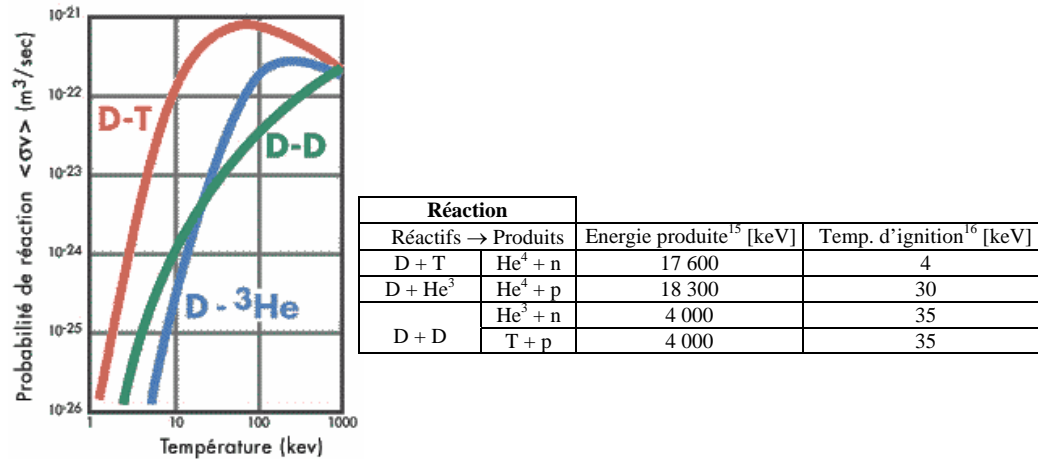 Probabilité de réaction <σv> (m³/sec)
10-21
10-22
10-23
10-24
10-25
10-26
D-T
D-D
D - ³He
1 10 100 1000
Température (kev)
Réaction
Réactifs → Produits Energie produite¹⁵ [keV] Temp. d'ignition¹⁶ [keV]
D + T He⁴ + n 17 600 4
D + He³ He⁴ + p 18 300 30
D + D He³ + n 4 000 35
T + p 4 000 35